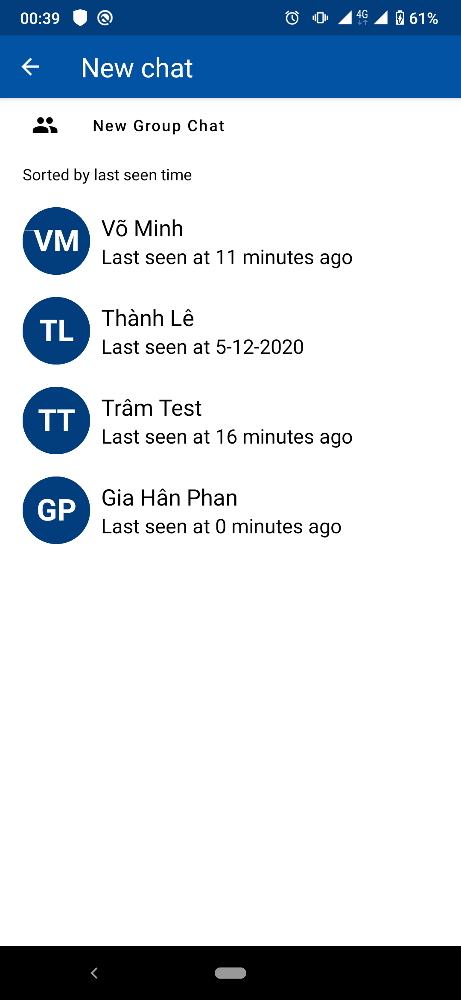 00:39 4G 61%
New chat
New Group Chat
Sorted by last seen time
VM
Võ Minh
Last seen at 11 minutes ago
TL
Thành Lê
Last seen at 5-12-2020
TT
Trâm Test
Last seen at 16 minutes ago
GP
Gia Hân Phan
Last seen at 0 minutes ago